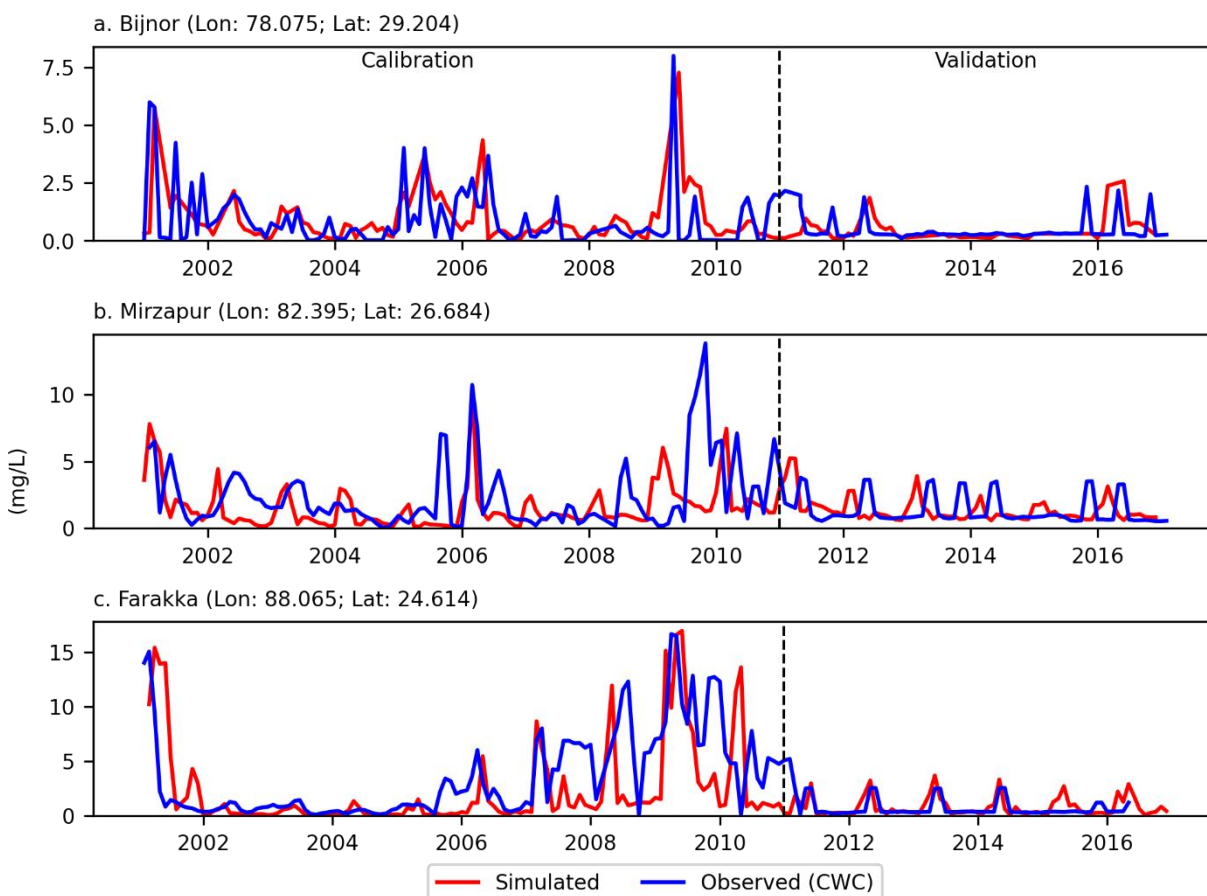 a. Bijnor (Lon: 78.075; Lat: 29.204)
Calibration Validation
7.5
5.0
2.5
0.0
2002 2004 2006 2008 2010 2012 2014 2016
b. Mirzapur (Lon: 82.395; Lat: 26.684)
10
5
0
(mg/L)
2002 2004 2006 2008 2010 2012 2014 2016
c. Farakka (Lon: 88.065; Lat: 24.614)
15
10
5
0
2002 2004 2006 2008 2010 2012 2014 2016
Simulated Observed (CWC)